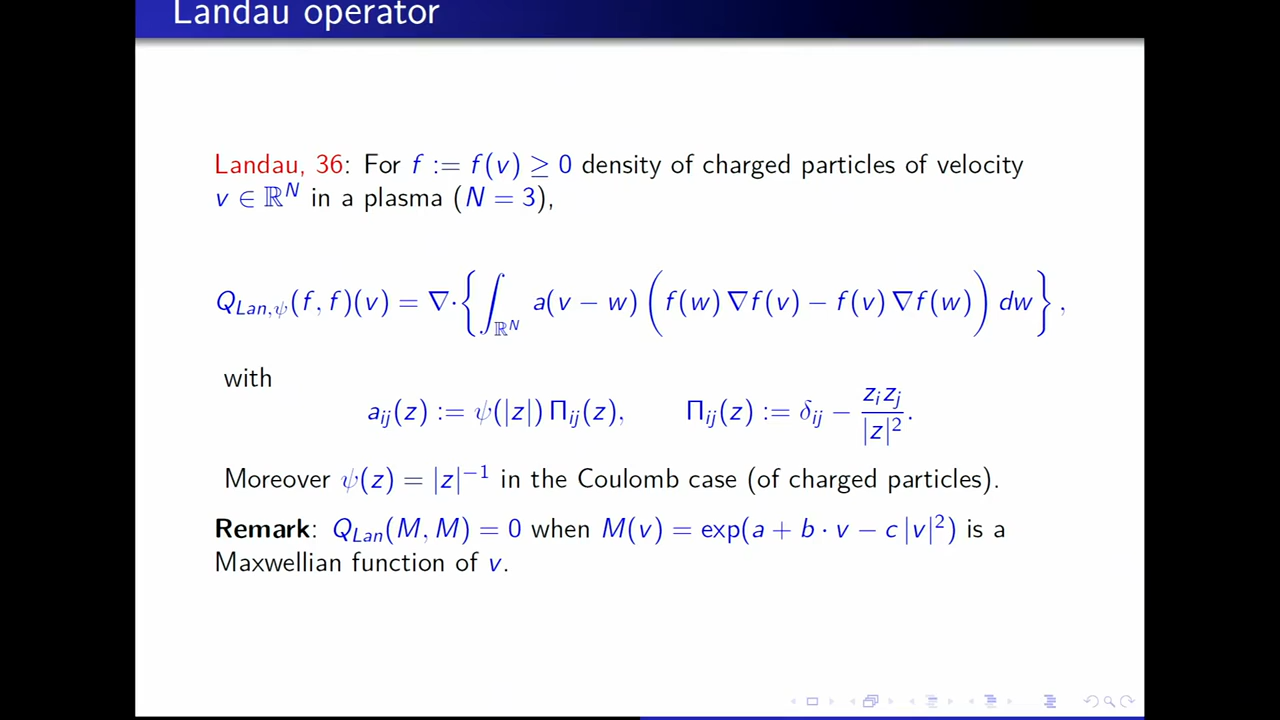 Landau operator
Landau, 36: For f := f(v) ≥ 0 density of charged particles of velocity
v ∈ ℝ^N in a plasma (N = 3),
Q_{Lan,ψ}(f, f)(v) = ∇·{∫_{ℝ^N} a(v − w) (f(w) ∇f(v) − f(v) ∇f(w)) dw},
with
a_{ij}(z) := ψ(|z|) Π_{ij}(z), Π_{ij}(z) := δ_{ij} − z_i z_j / |z|^2.
Moreover ψ(z) = |z|^{−1} in the Coulomb case (of charged particles).
Remark: Q_{Lan}(M, M) = 0 when M(v) = exp(a + b · v − c |v|^2) is a
Maxwellian function of v.